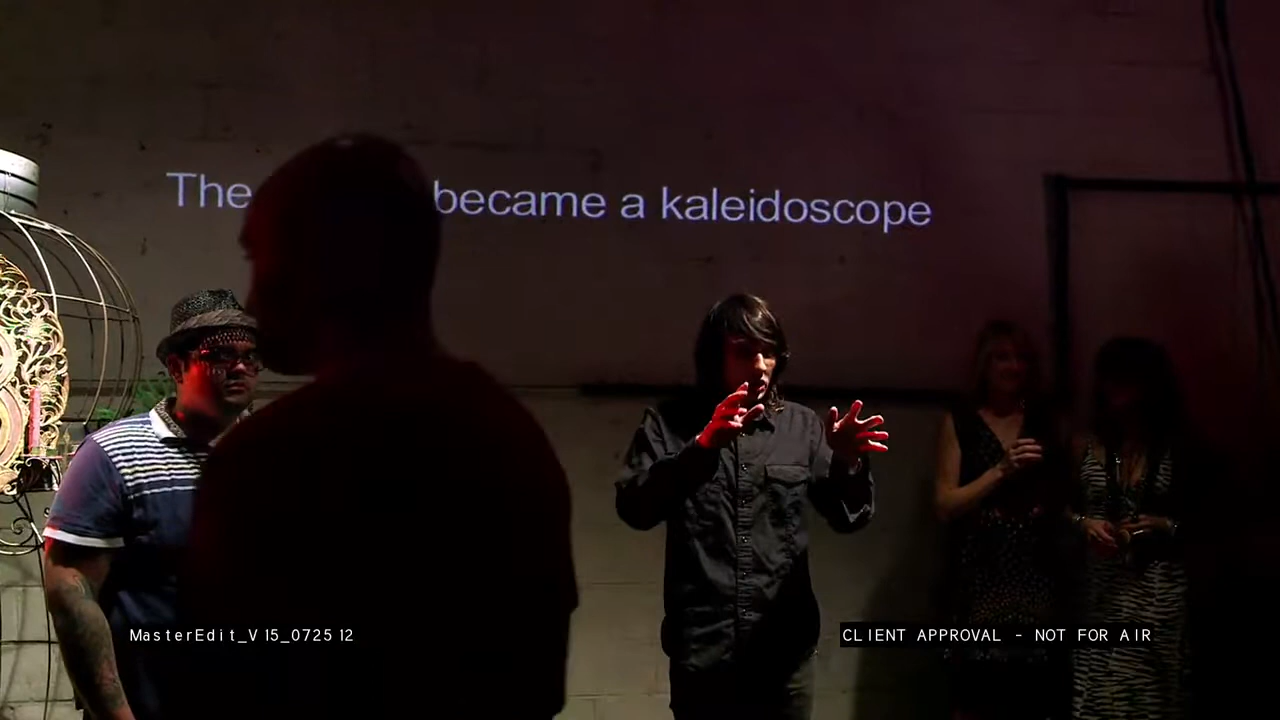 The became a kaleidoscope
MasterEdit_V15_072512
CLIENT APPROVAL - NOT FOR AIR